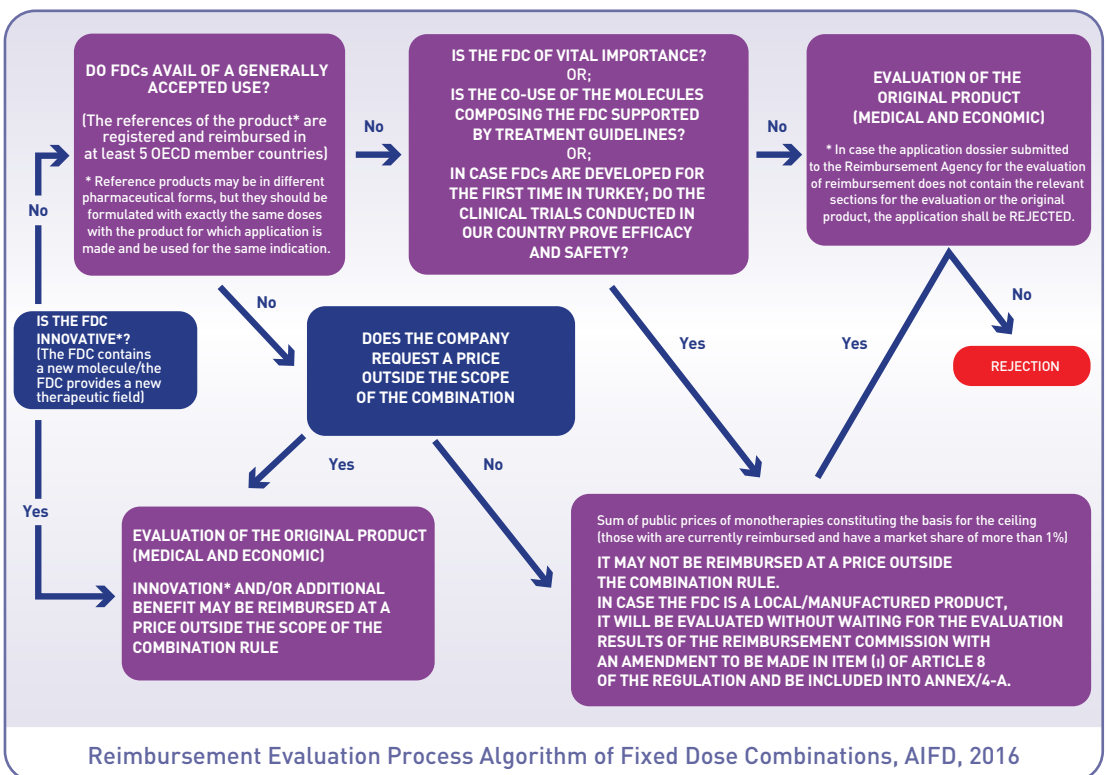 DO FDCs AVAIL OF A GENERALLY
ACCEPTED USE?
(The references of the product* are
registered and reimbursed in
at least 5 OECD member countries)
* Reference products may be in different
pharmaceutical forms, but they should be
formulated with exactly the same doses
with the product for which application is
made and be used for the same indication.
No
IS THE FDC OF VITAL IMPORTANCE?
OR;
IS THE CO-USE OF THE MOLECULES
COMPOSING THE FDC SUPPORTED
BY TREATMENT GUIDELINES?
OR;
IN CASE FDCs ARE DEVELOPED FOR
THE FIRST TIME IN TURKEY; DO THE
CLINICAL TRIALS CONDUCTED IN
OUR COUNTRY PROVE EFFICACY
AND SAFETY?
No
EVALUATION OF THE
ORIGINAL PRODUCT
(MEDICAL AND ECONOMIC)
* In case the application dossier submitted
to the Reimbursement Agency for the evaluation
of reimbursement does not contain the relevant
sections for the evaluation or the original
product, the application shall be REJECTED.
No
IS THE FDC
INNOVATIVE*?
(The FDC contains
a new molecule/the
FDC provides a new
therapeutic field)
No
DOES THE COMPANY
REQUEST A PRICE
OUTSIDE THE SCOPE
OF THE COMBINATION
Yes
Yes
No
REJECTION
Yes
Yes
No
EVALUATION OF THE ORIGINAL PRODUCT
(MEDICAL AND ECONOMIC)
INNOVATION* AND/OR ADDITIONAL
BENEFIT MAY BE REIMBURSED AT A
PRICE OUTSIDE THE SCOPE OF THE
COMBINATION RULE
Sum of public prices of monotherapies constituting the basis for the ceiling
(those with are currently reimbursed and have a market share of more than 1%)
IT MAY NOT BE REIMBURSED AT A PRICE OUTSIDE
THE COMBINATION RULE.
IN CASE THE FDC IS A LOCAL/MANUFACTURED PRODUCT,
IT WILL BE EVALUATED WITHOUT WAITING FOR THE EVALUATION
RESULTS OF THE REIMBURSEMENT COMMISSION WITH
AN AMENDMENT TO BE MADE IN ITEM (ı) OF ARTICLE 8
OF THE REGULATION AND BE INCLUDED INTO ANNEX/4-A.
Reimbursement Evaluation Process Algorithm of Fixed Dose Combinations, AIFD, 2016